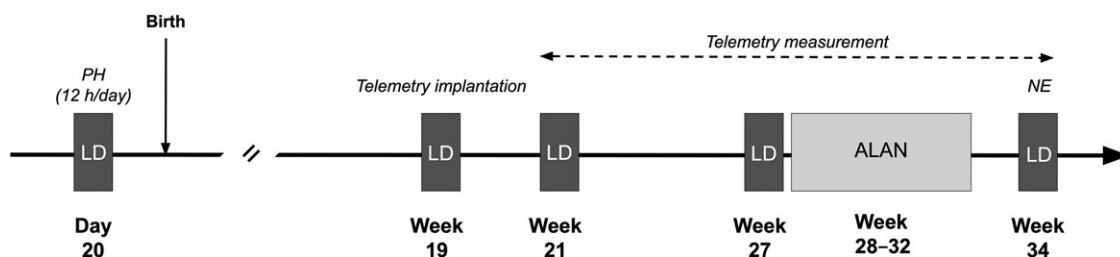 Birth
Telemetry measurement
PH
(12 h/day)
Telemetry implantation
NE
LD
LD
LD
LD
ALAN
LD
Day
20
Week
19
Week
21
Week
27
Week
28–32
Week
34